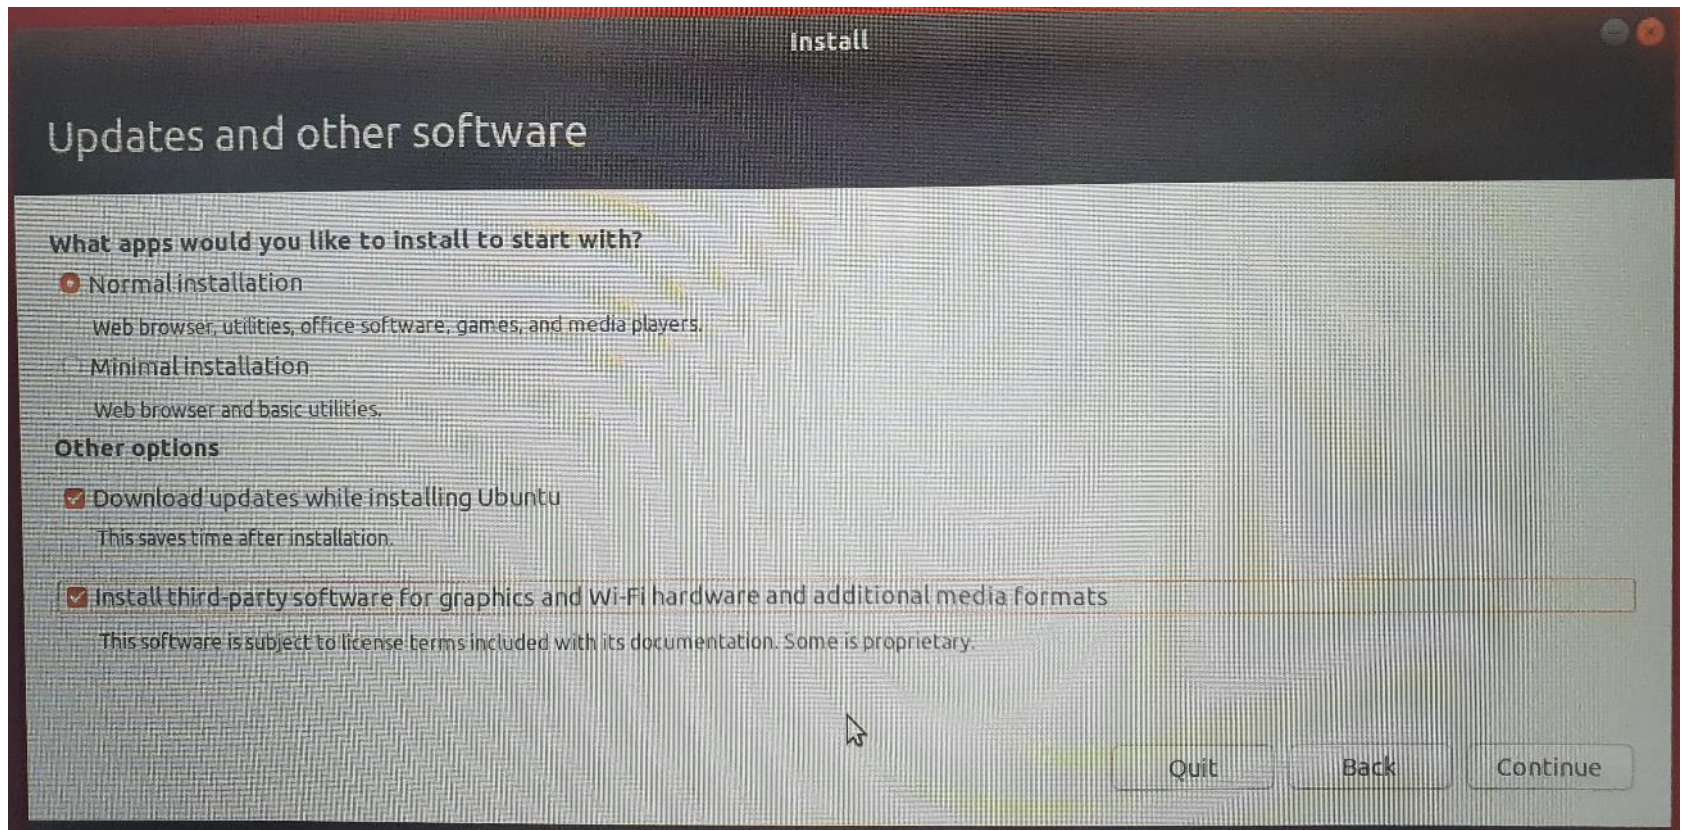 Install
Updates and other software
What apps would you like to install to start with?
Normal installation
Web browser, utilities, office software, games, and media players.
Minimal installation
Web browser and basic utilities.
Other options
Download updates while installing Ubuntu
This saves time after installation.
Install third-party software for graphics and Wi-Fi hardware and additional media formats
This software is subject to license terms included with its documentation. Some is proprietary.
Quit Back Continue